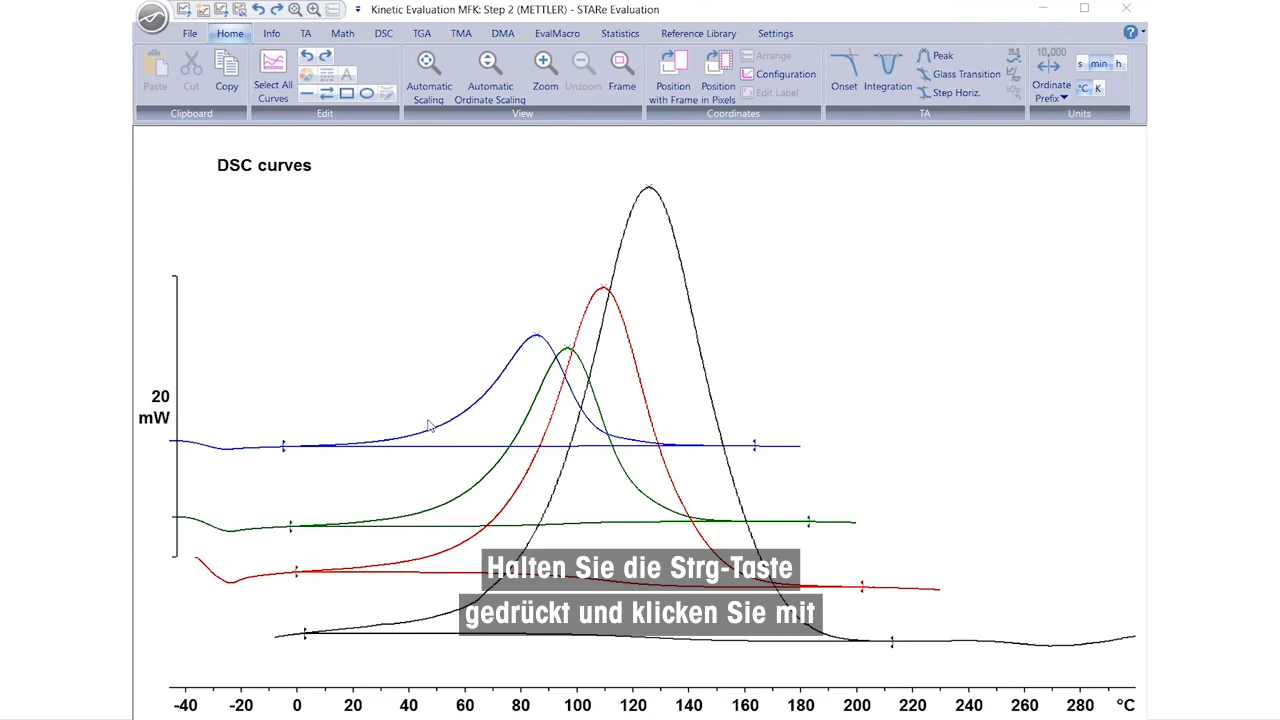 Kinetic Evaluation MFK: Step 2 (METTLER) - STARe Evaluation
File Home Info TA Math DSC TGA TMA DMA EvalMacro Statistics Reference Library Settings
Paste Cut Copy
Clipboard
Select All Curves
A
Edit
Automatic Scaling
Automatic Ordinate Scaling
Zoom Unzoom Frame
View
Position with Frame
Position in Pixels
Arrange
Configuration
Edit Label
Coordinates
Onset Integration
Peak
Glass Transition
Step Horiz.
TA
10,000
Ordinate Prefix
s min h
°C K
Units
DSC curves
20
mW
Halten Sie die Strg-Taste
gedrückt und klicken Sie mit
-40 -20 0 20 40 60 80 100 120 140 160 180 200 220 240 260 280 °C